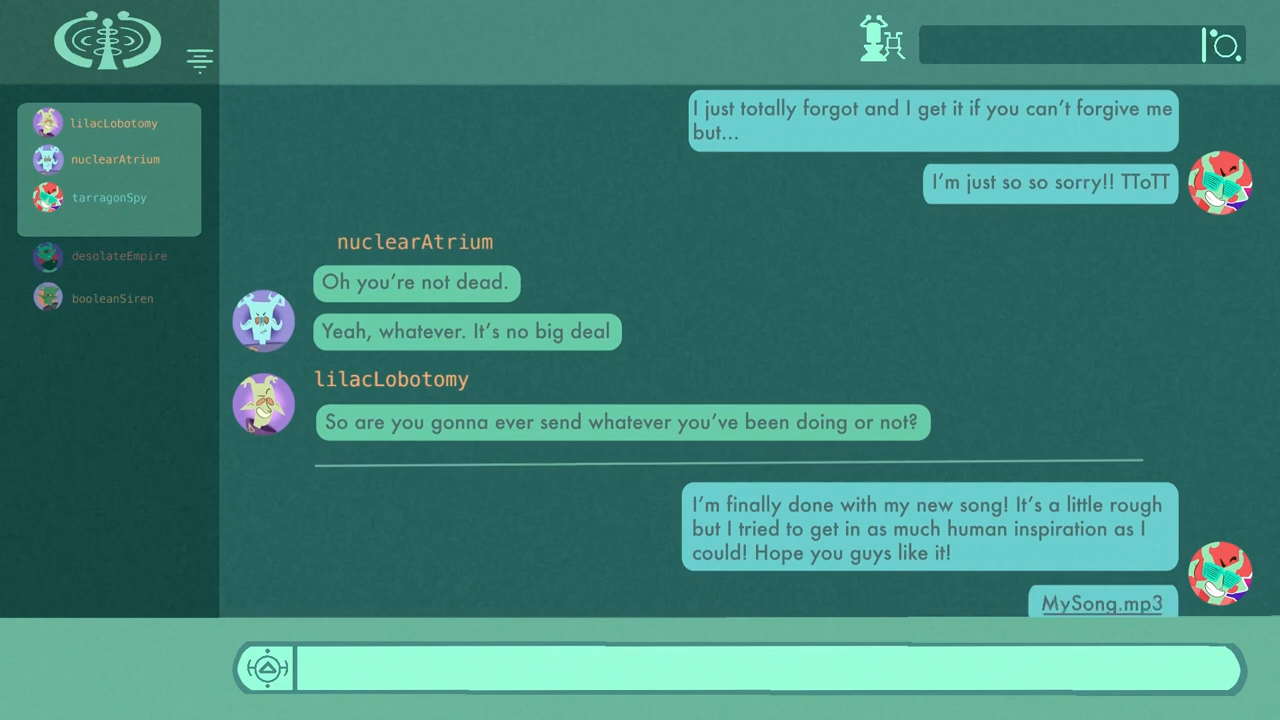 lilacLobotomy
nuclearAtrium
tarragonSpy
desolateEmpire
booleanSiren
I just totally forgot and I get it if you can't forgive me
but...
I'm just so so sorry!! TToTT
nuclearAtrium
Oh you're not dead.
Yeah, whatever. It's no big deal
lilacLobotomy
So are you gonna ever send whatever you've been doing or not?
I'm finally done with my new song! It's a little rough
but I tried to get in as much human inspiration as I
could! Hope you guys like it!
MySong.mp3